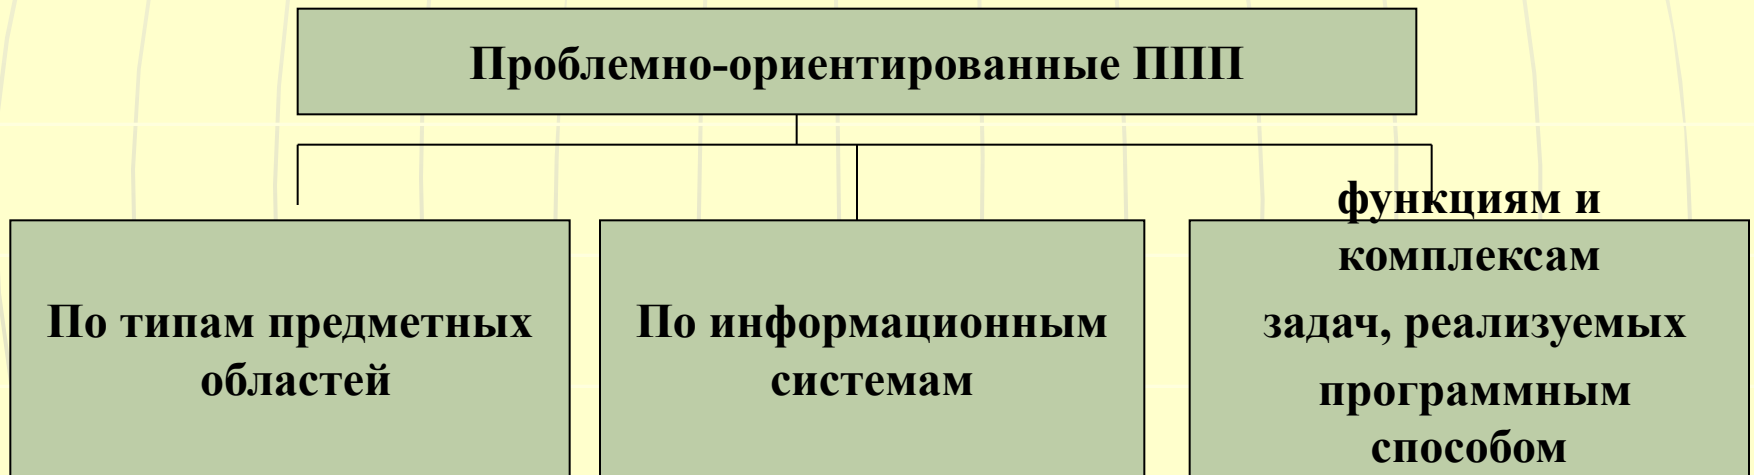 Проблемно-ориентированные ППП
По типам предметных
областей
По информационным
системам
функциям и
комплексам
задач, реализуемых
программным
способом